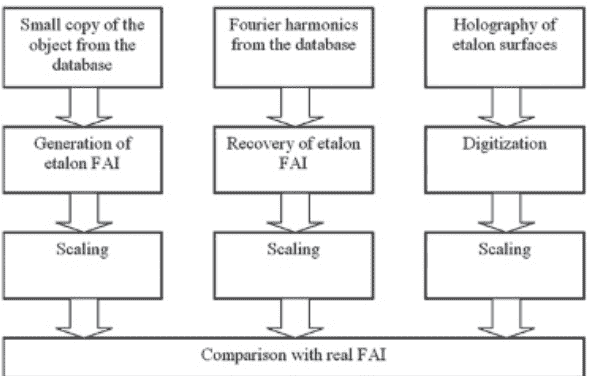 Small copy of the
object from the
database
Fourier harmonics
from the database
Holography of
etalon surfaces
Generation of
etalon FAI
Recovery of etalon
FAI
Digitization
Scaling
Scaling
Scaling
Comparison with real FAI